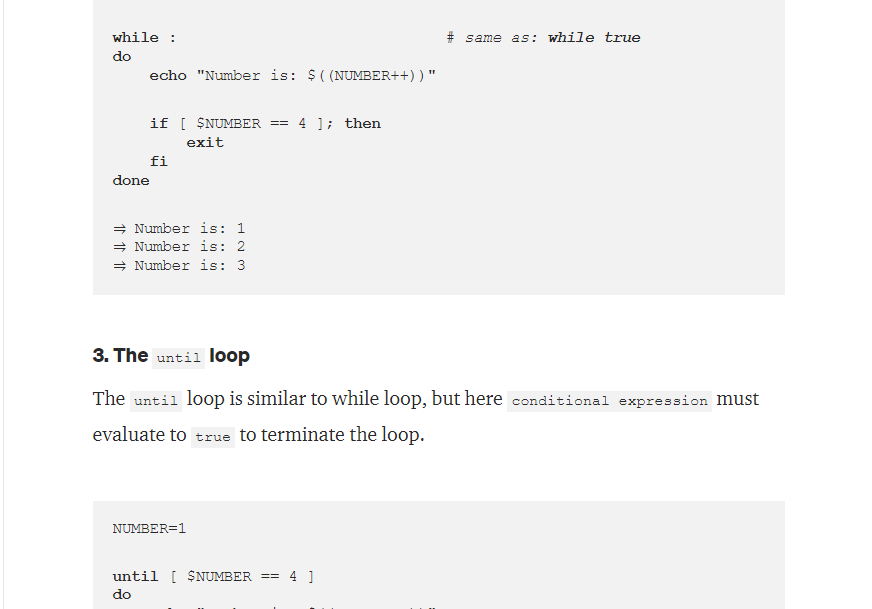 while :                             # same as: while true
do
    echo "Number is: $((NUMBER++))"
    if [ $NUMBER == 4 ]; then
        exit
    fi
done
⇒ Number is: 1
⇒ Number is: 2
⇒ Number is: 3
3. The until loop
The until loop is similar to while loop, but here conditional expression must
evaluate to true to terminate the loop.
NUMBER=1
until [ $NUMBER == 4 ]
do